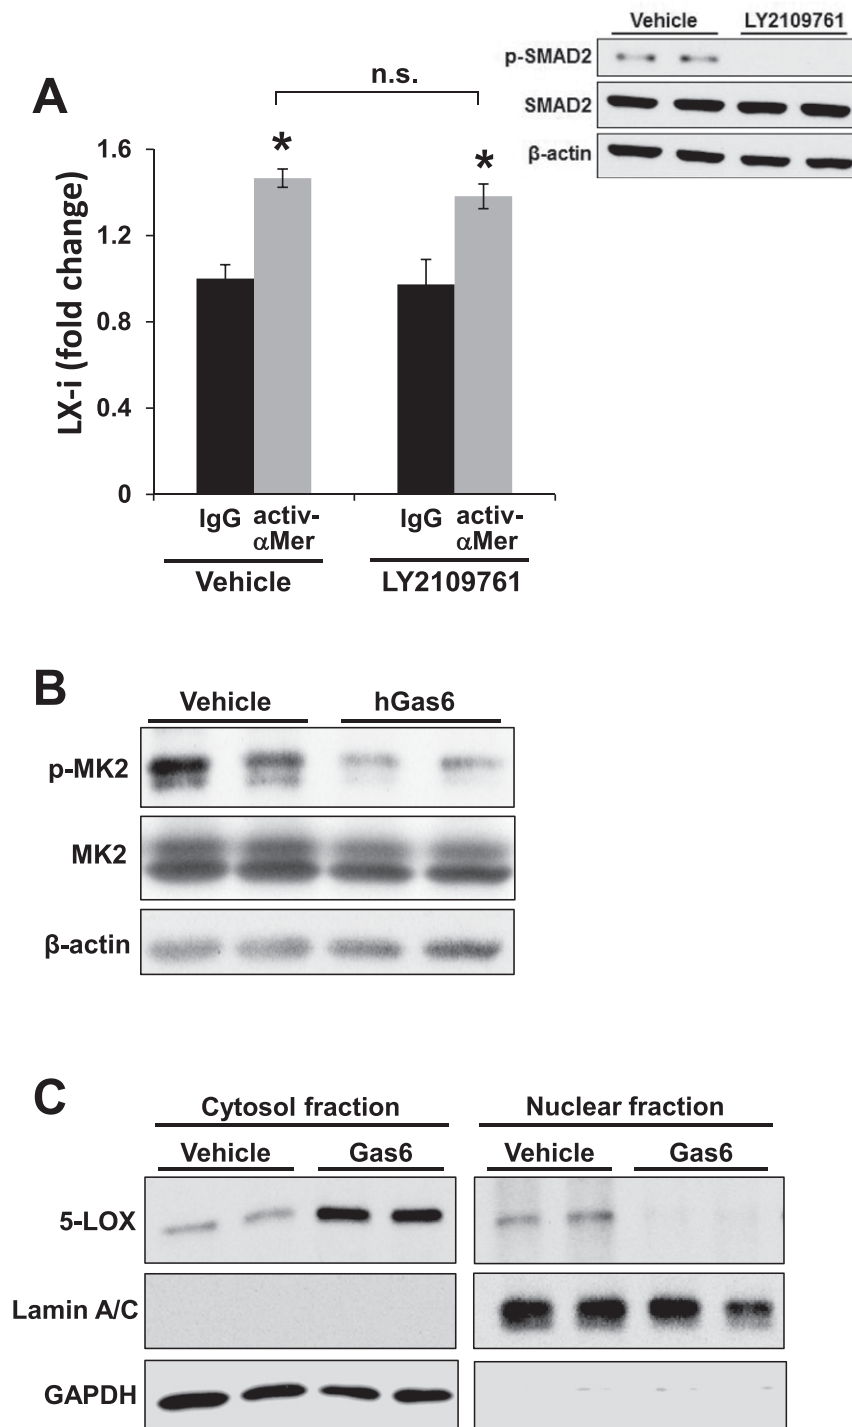 Vehicle LY2109761
p-SMAD2
SMAD2
β-actin
A
n.s.
* *
LX-i (fold change)
1.6
1.2
0.8
0.4
0
IgG activ-αMer IgG activ-αMer
Vehicle LY2109761
B
Vehicle hGas6
p-MK2
MK2
β-actin
C
Cytosol fraction Nuclear fraction
Vehicle Gas6 Vehicle Gas6
5-LOX
Lamin A/C
GAPDH